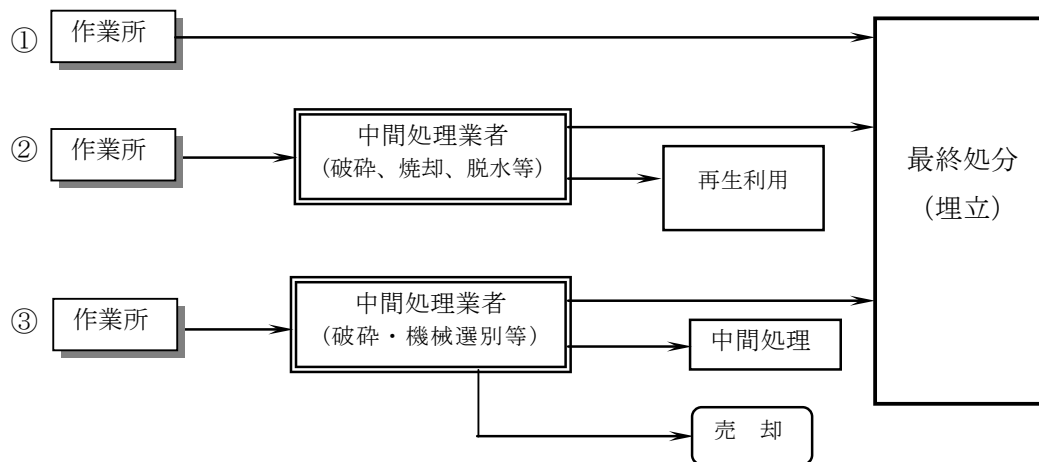 ① 作業所
② 作業所
中間処理業者
(破砕、焼却、脱水等)
再生利用
最終処分
(埋立)
③ 作業所
中間処理業者
(破砕・機械選別等)
中間処理
売　却